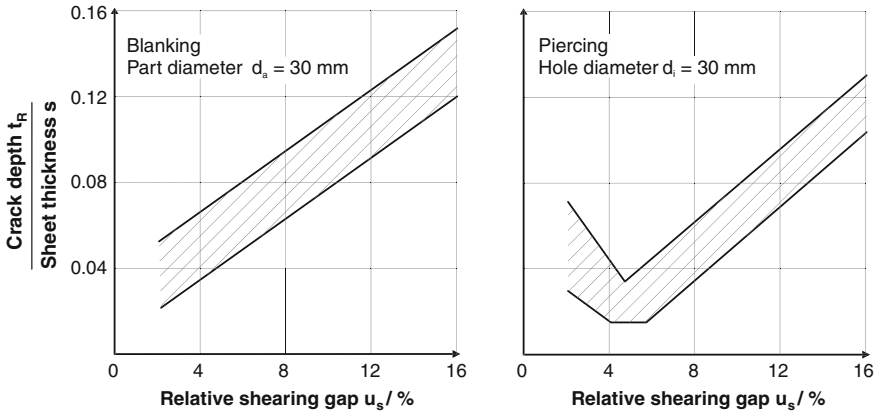 0.16
0.12
0.08
0.04
Crack depth t_R
Sheet thickness s
Blanking
Part diameter d_a = 30 mm
0 4 8 12 16
Relative shearing gap u_s / %
Piercing
Hole diameter d_i = 30 mm
0 4 8 12 16
Relative shearing gap u_s / %